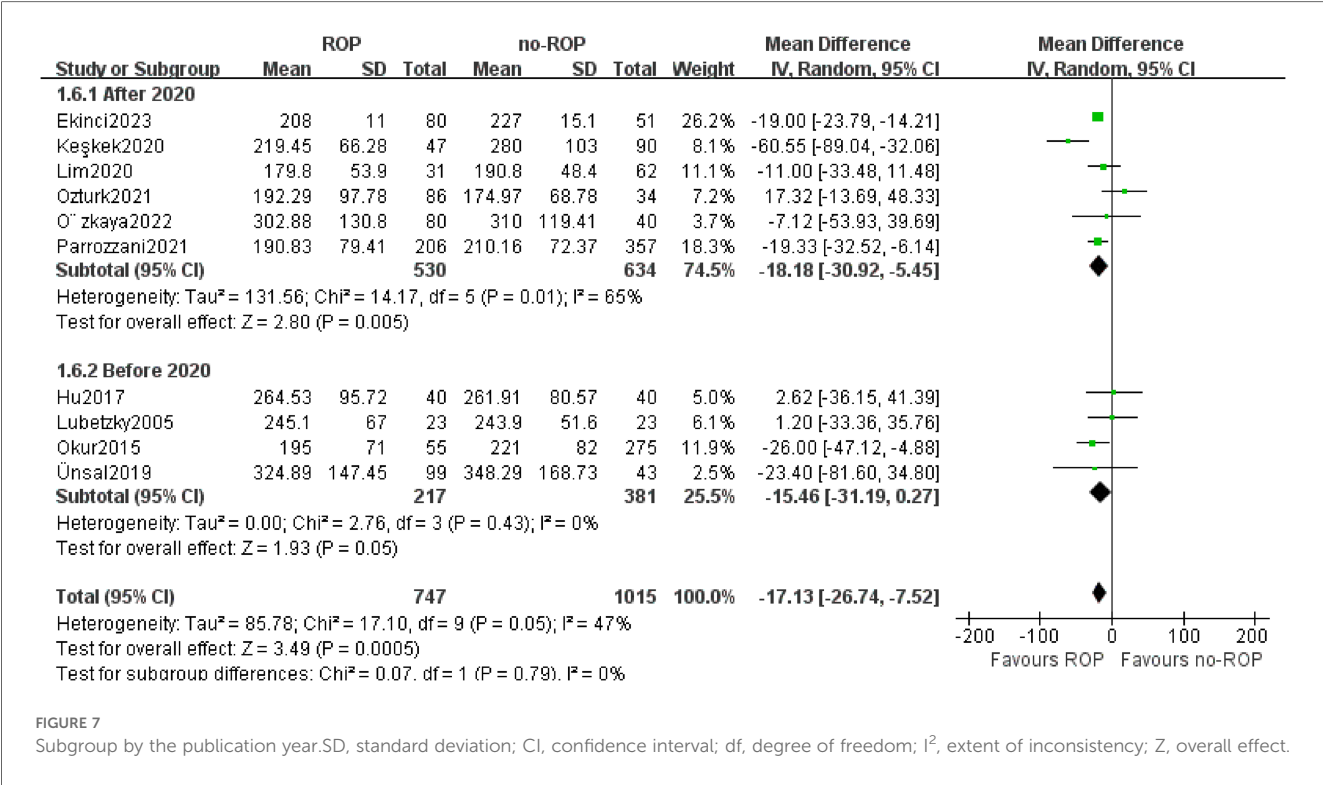 ROP no-ROP Mean Difference Mean Difference
Study or Subgroup Mean SD Total Mean SD Total Weight IV, Random, 95% CI IV, Random, 95% CI
1.6.1 After 2020
Ekinci2023 208 11 80 227 15.1 51 26.2% -19.00 [-23.79, -14.21]
Keşkek2020 219.45 66.28 47 280 103 90 8.1% -60.55 [-89.04, -32.06]
Lim2020 179.8 53.9 31 190.8 48.4 62 11.1% -11.00 [-33.48, 11.48]
Ozturk2021 192.29 97.78 86 174.97 68.78 34 7.2% 17.32 [-13.69, 48.33]
O¨ zkaya2022 302.88 130.8 80 310 119.41 40 3.7% -7.12 [-53.93, 39.69]
Parrozzani2021 190.83 79.41 206 210.16 72.37 357 18.3% -19.33 [-32.52, -6.14]
Subtotal (95% CI) 530 634 74.5% -18.18 [-30.92, -5.45]
Heterogeneity: Tau² = 131.56; Chi² = 14.17, df = 5 (P = 0.01); I² = 65%
Test for overall effect: Z = 2.80 (P = 0.005)
1.6.2 Before 2020
Hu2017 264.53 95.72 40 261.91 80.57 40 5.0% 2.62 [-36.15, 41.39]
Lubetzky2005 245.1 67 23 243.9 51.6 23 6.1% 1.20 [-33.36, 35.76]
Okur2015 195 71 55 221 82 275 11.9% -26.00 [-47.12, -4.88]
Ünsal2019 324.89 147.45 99 348.29 168.73 43 2.5% -23.40 [-81.60, 34.80]
Subtotal (95% CI) 217 381 25.5% -15.46 [-31.19, 0.27]
Heterogeneity: Tau² = 0.00; Chi² = 2.76, df = 3 (P = 0.43); I² = 0%
Test for overall effect: Z = 1.93 (P = 0.05)
Total (95% CI) 747 1015 100.0% -17.13 [-26.74, -7.52]
Heterogeneity: Tau² = 85.78; Chi² = 17.10, df = 9 (P = 0.05); I² = 47%
Test for overall effect: Z = 3.49 (P = 0.0005)
Test for subgroup differences: Chi² = 0.07, df = 1 (P = 0.79), I² = 0%
-200 -100 0 100 200
Favours ROP Favours no-ROP
FIGURE 7
Subgroup by the publication year.SD, standard deviation; CI, confidence interval; df, degree of freedom; I², extent of inconsistency; Z, overall effect.